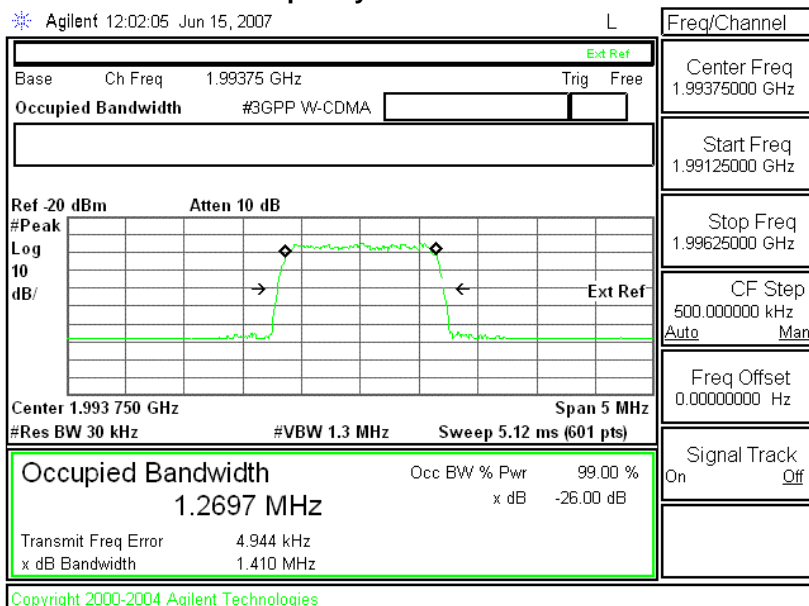 Agilent 12:02:05 Jun 15, 2007 L
Ext Ref
Base Ch Freq 1.99375 GHz Trig Free
Occupied Bandwidth #3GPP W-CDMA
Ref -20 dBm Atten 10 dB
#Peak
Log
10
dB/
Ext Ref
Center 1.993 750 GHz Span 5 MHz
#Res BW 30 kHz #VBW 1.3 MHz Sweep 5.12 ms (601 pts)
Occupied Bandwidth Occ BW % Pwr 99.00 %
1.2697 MHz x dB -26.00 dB
Transmit Freq Error 4.944 kHz
x dB Bandwidth 1.410 MHz
Copyright 2000-2004 Agilent Technologies
Freq/Channel
Center Freq
1.99375000 GHz
Start Freq
1.99125000 GHz
Stop Freq
1.99625000 GHz
CF Step
500.000000 kHz
Auto Man
Freq Offset
0.00000000 Hz
Signal Track
On Off